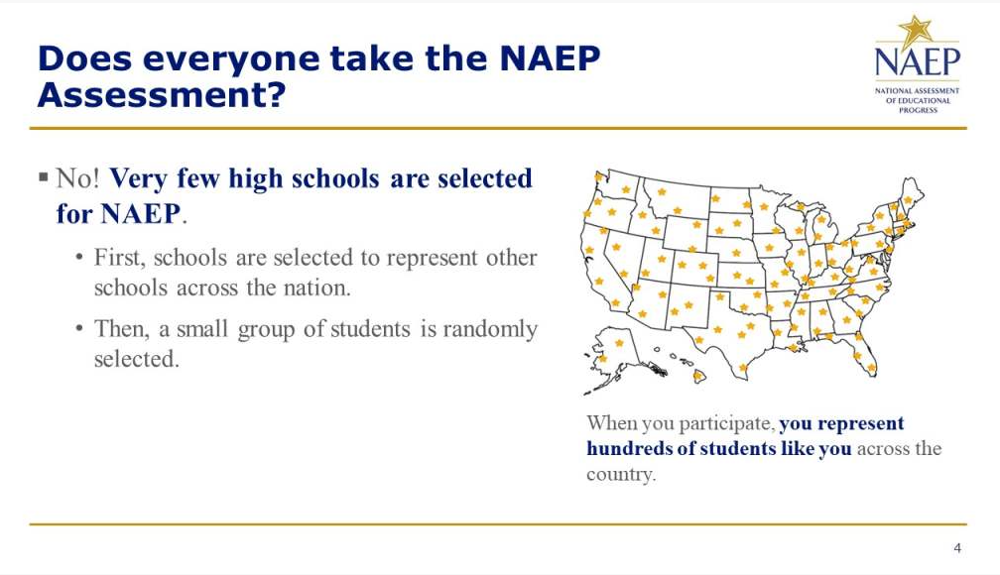 Does everyone take the NAEP
Assessment?
NAEP
NATIONAL ASSESSMENT
OF EDUCATIONAL
PROGRESS
▪ No! Very few high schools are selected
for NAEP.
• First, schools are selected to represent other
schools across the nation.
• Then, a small group of students is randomly
selected.
When you participate, you represent
hundreds of students like you across the
country.
4